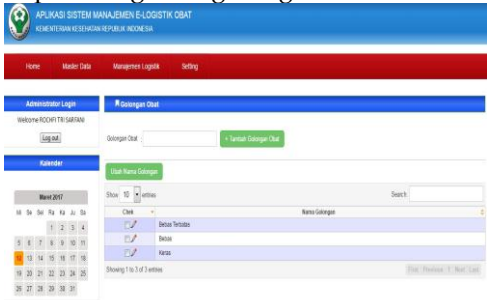 APLIKASI SISTEM MANAJEMEN E-LOGISTIK OBAT
KEMENTERIAN KESEHATAN REPUBLIK INDONESIA
Home Master Data Manajemen Logistik Setting
Administrator Login
Welcome ROCHFI TRI SARFANI
Log out
Kalender
Maret 2017
Mi Se Sel Ra Ka Ju Sa
1 2 3 4
5 6 7 8 9 10 11
12 13 14 15 16 17 18
19 20 21 22 23 24 25
26 27 28 29 30 31
Golongan Obat
Golongan Obat + Tambah Golongan Obat
Ubah Nama Golongan
Show 10 entries Search:
Chek Nama Golongan
Bebas Terbatas
Bebas
Keras
Showing 1 to 3 of 3 entries First Previous 1 Next Last